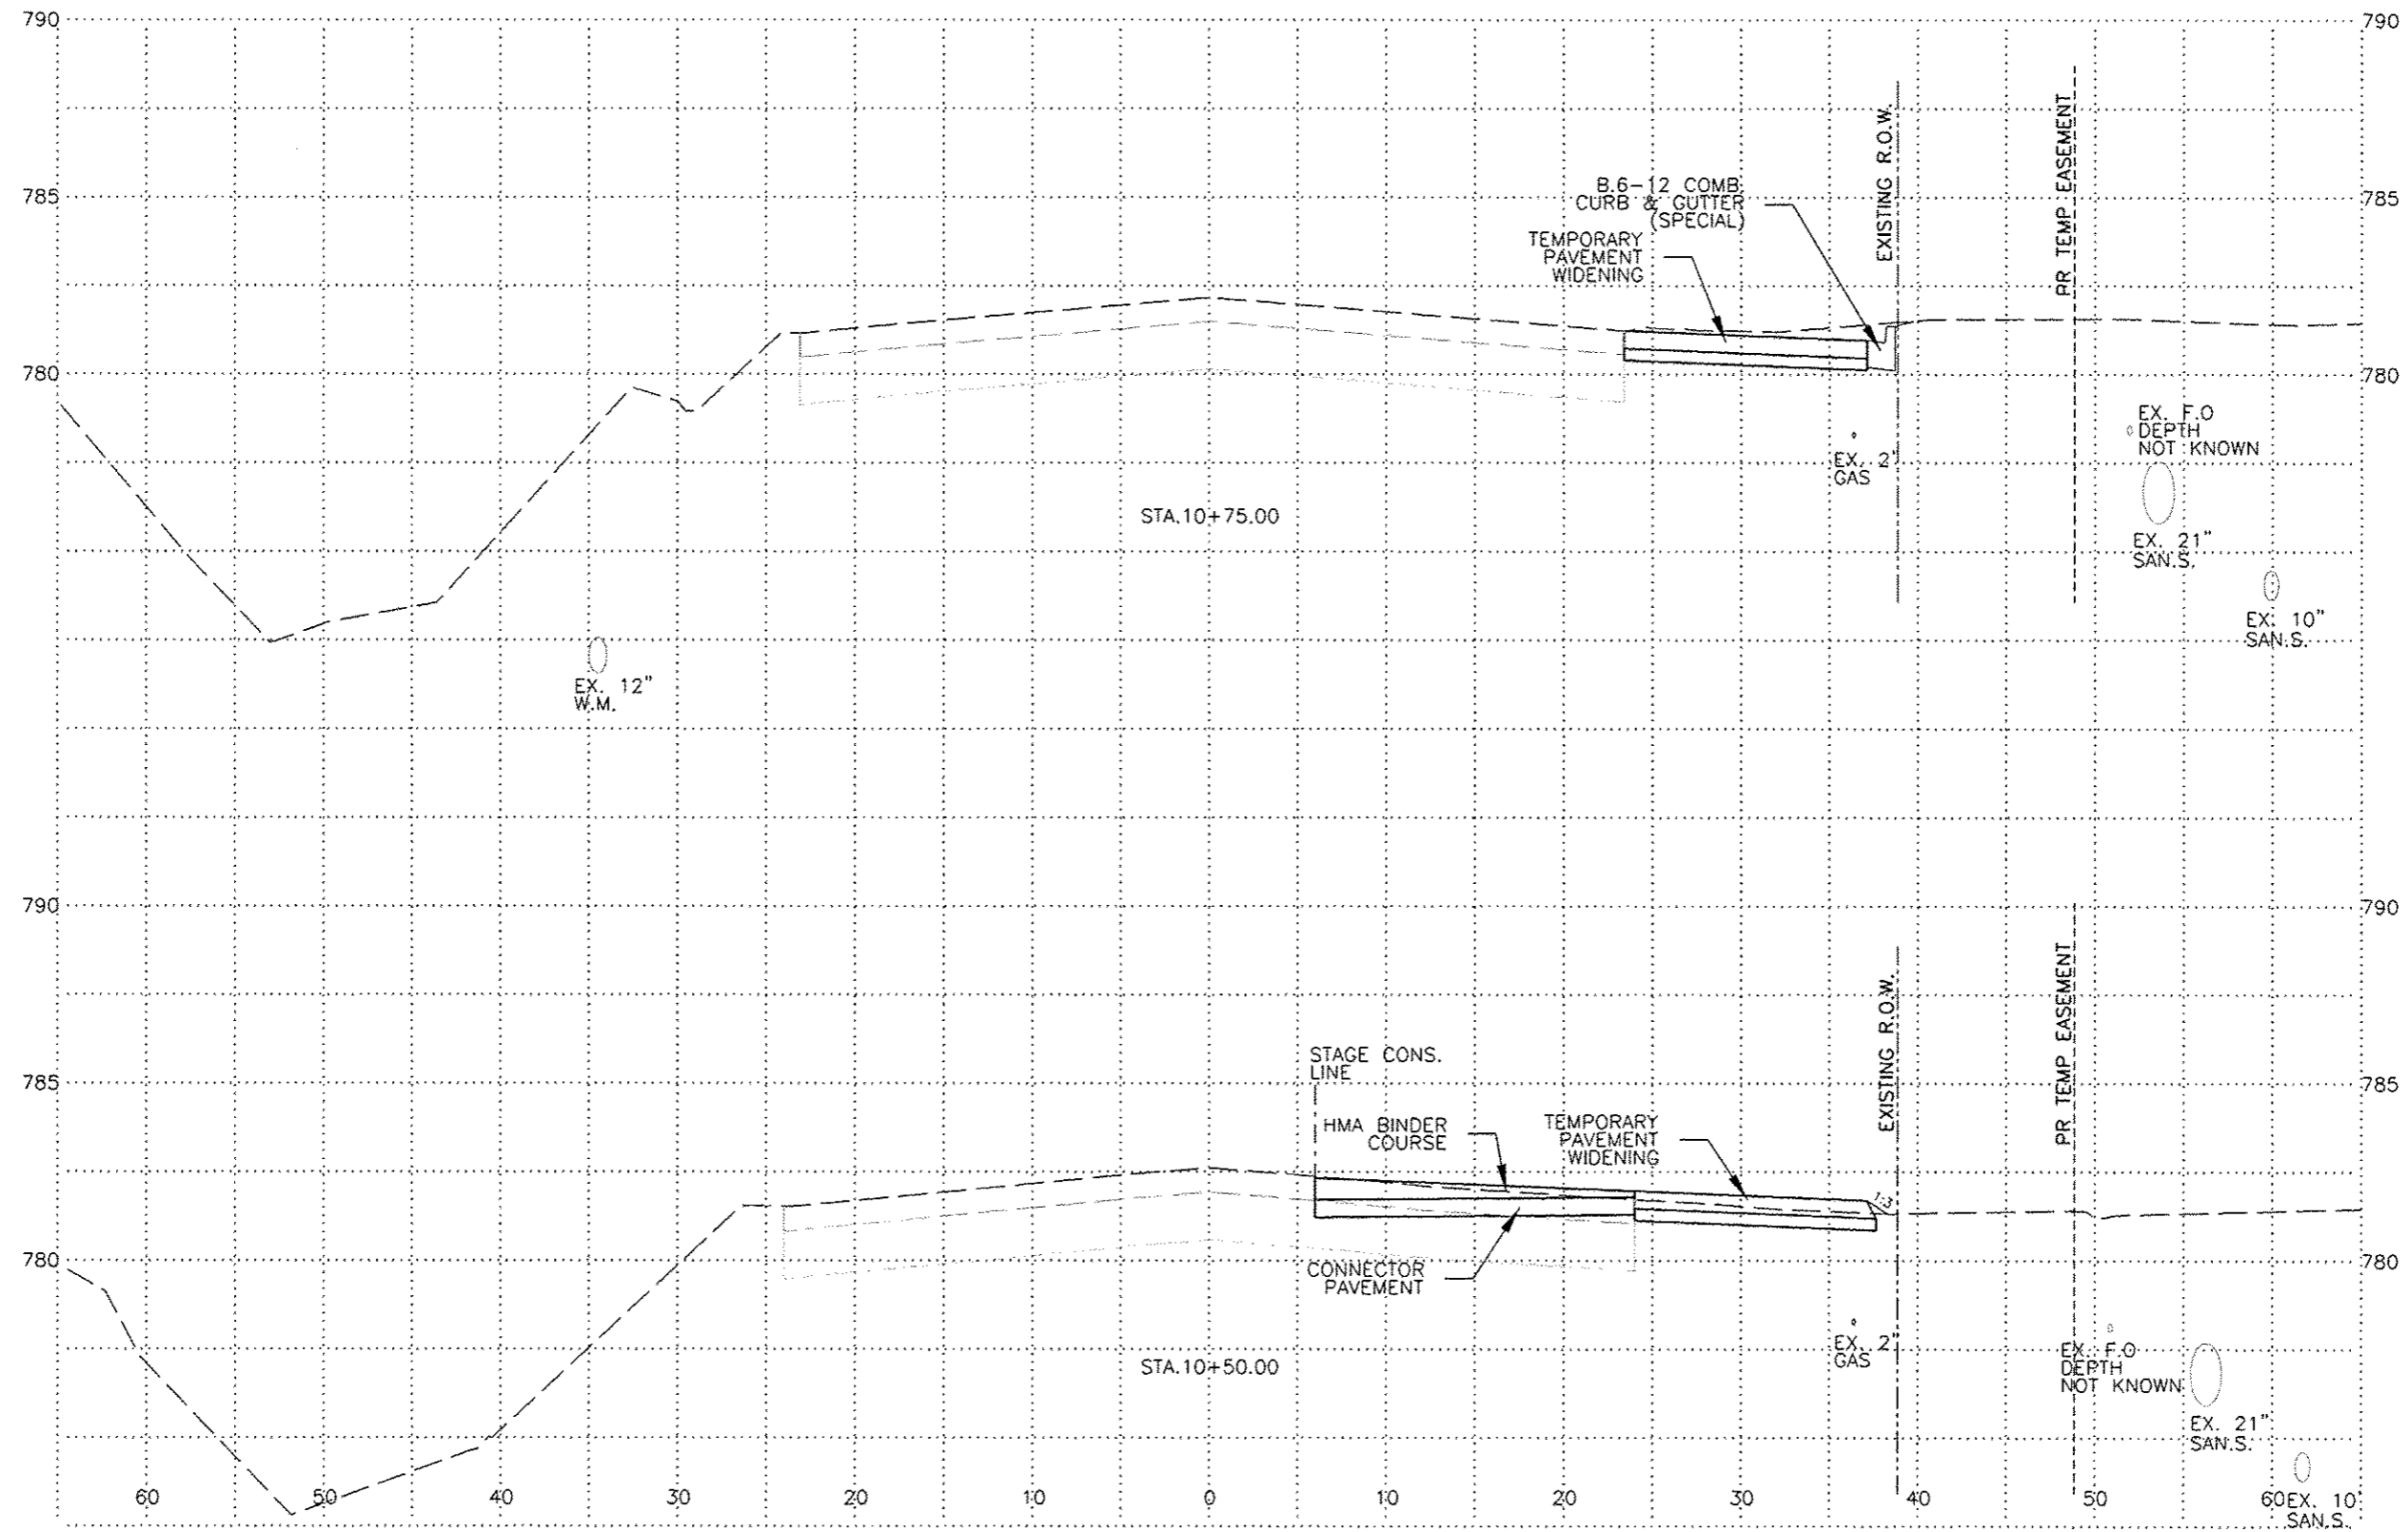 790 790
EXISTING R.O.W.
PR TEMP EASEMENT
785 785
B.6-12 COMB.
CURB & GUTTER
(SPECIAL)
TEMPORARY
PAVEMENT
WIDENING
780 780
EX. F.O
DEPTH
NOT KNOWN
EX. 2"
GAS
STA.10+75.00
EX. 21"
SAN.S.
EX. 10"
SAN.S.
EX. 12"
W.M.
790 790
EXISTING R.O.W.
PR TEMP EASEMENT
785 785
STAGE CONS.
LINE
HMA BINDER
COURSE
TEMPORARY
PAVEMENT
WIDENING
1:3
780 780
CONNECTOR
PAVEMENT
EX. 2"
GAS
STA.10+50.00
EX. F.O
DEPTH
NOT KNOWN
EX. 21"
SAN.S.
60 50 40 30 20 10 0 10 20 30 40 50 60
EX. 10
SAN.S.